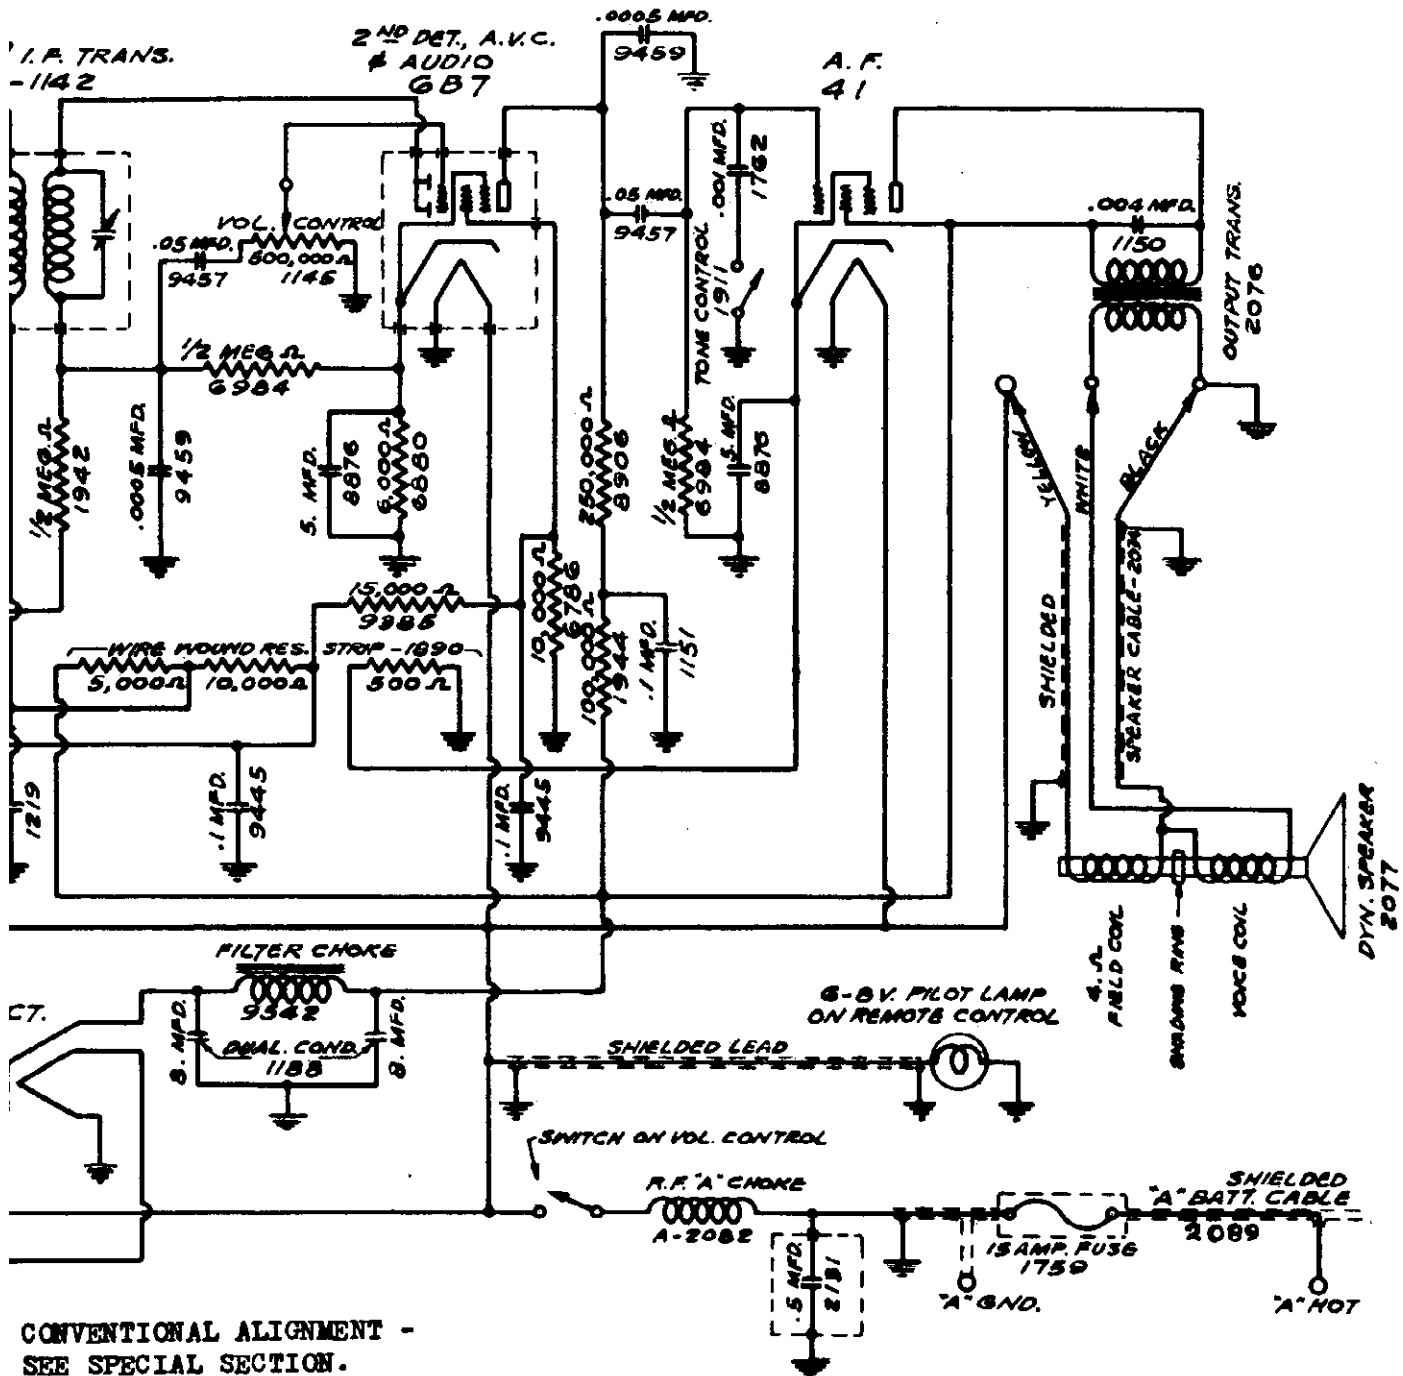 I.F. TRANS.
-1142
2ND DET., A.V.C.
& AUDIO
6B7
.0005 MFD.
9459
A.F.
41
VOL. CONTROL
500,000 Ω
1145
.05 MFD.
9457
.05 MFD.
9457
.001 MFD.
1762
TONE CONTROL
1911
.004 MFD.
1150
OUTPUT TRANS.
2076
1/2 MEG Ω
6984
1/2 MEG. Ω
1942
.0005 MFD.
9459
5. MFD.
8876
6,000 Ω
6880
250,000 Ω
8906
1/2 MEG Ω
6984
5. MFD.
8876
YELLOW
WHITE
BLACK
15,000 Ω
9385
10,000 Ω
6786
100,000 Ω
1944
.1 MFD.
1151
SHIELDED
SPEAKER CABLE-2074
WIRE WOUND RES. STRIP-1890
5,000 Ω
10,000 Ω
500 Ω
1219
.1 MFD.
9445
.1 MFD.
9445
DYN. SPEAKER
2077
4. Ω
FIELD COIL
SHADING RING
VOICE COIL
FILTER CHOKE
9342
CT.
8. MFD.
DUAL. COND.
1188
8. MFD.
6-8 V. PILOT LAMP
ON REMOTE CONTROL
SHIELDED LEAD
SWITCH ON VOL. CONTROL
R.F. "A" CHOKE
A-2082
SHIELDED
"A" BATT. CABLE
2089
.5 MFD.
2131
15 AMP. FUSE
1759
"A" GND.
"A" HOT
CONVENTIONAL ALIGNMENT -
SEE SPECIAL SECTION.